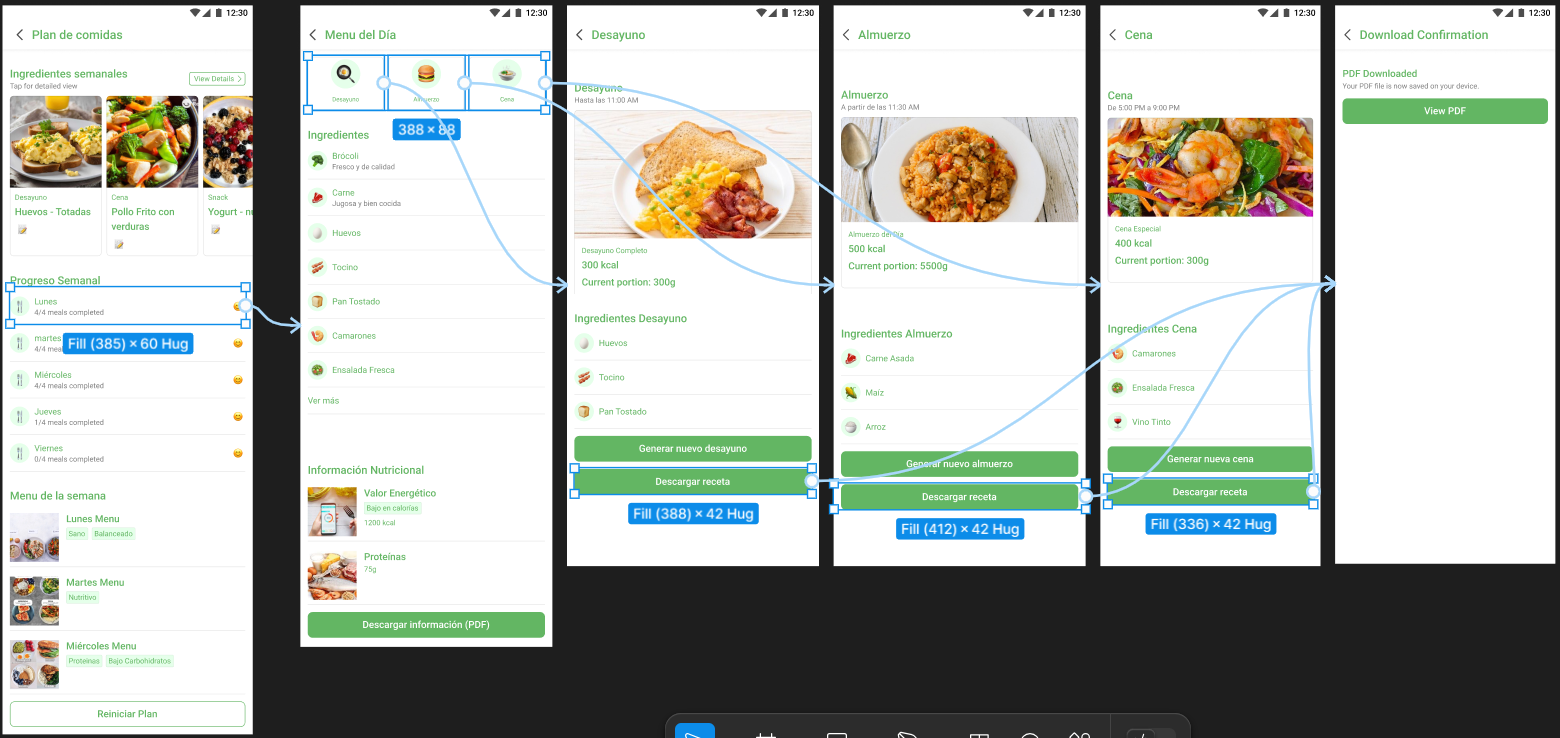 12:30
Plan de comidas
Ingredientes semanales
View Details
Tap for detailed view
Desayuno
Huevos - Totadas
Cena
Pollo Frito con
verduras
Snack
Yogurt -
Progreso Semanal
Lunes
4/4 meals completed
martes
4/4
Fill (385) × 60 Hug
Miércoles
4/4 meals completed
Jueves
1/4 meals completed
Viernes
0/4 meals completed
Menu de la semana
Lunes Menu
Sano
Balanceado
Martes Menu
Nutritivo
Miércoles Menu
Proteinas
Bajo Carbohidratos
Reiniciar Plan
12:30
Menu del Día
Desayuno
Almuerzo
Cena
388 × 88
Ingredientes
Brócoli
Fresco y de calidad
Carne
Jugosa y bien cocida
Huevos
Tocino
Pan Tostado
Camarones
Ensalada Fresca
Ver más
Información Nutricional
Valor Energético
Bajo en calorías
1200 kcal
Proteínas
75g
Descargar información (PDF)
12:30
Desayuno
Desayuno
Hasta las 11:00 AM
Desayuno Completo
300 kcal
Current portion: 300g
Ingredientes Desayuno
Huevos
Tocino
Pan Tostado
Generar nuevo desayuno
Descargar receta
Fill (388) × 42 Hug
12:30
Almuerzo
Almuerzo
A partir de las 11:30 AM
Almuerzo del Día
500 kcal
Current portion: 5500g
Ingredientes Almuerzo
Carne Asada
Maíz
Arroz
Generar nuevo almuerzo
Descargar receta
Fill (412) × 42 Hug
12:30
Cena
Cena
De 5:00 PM a 9:00 PM
Cena Especial
400 kcal
Current portion: 300g
Ingredientes Cena
Camarones
Ensalada Fresca
Vino Tinto
Generar nueva cena
Descargar receta
Fill (336) × 42 Hug
12:30
Download Confirmation
PDF Downloaded
Your PDF file is now saved on your device.
View PDF